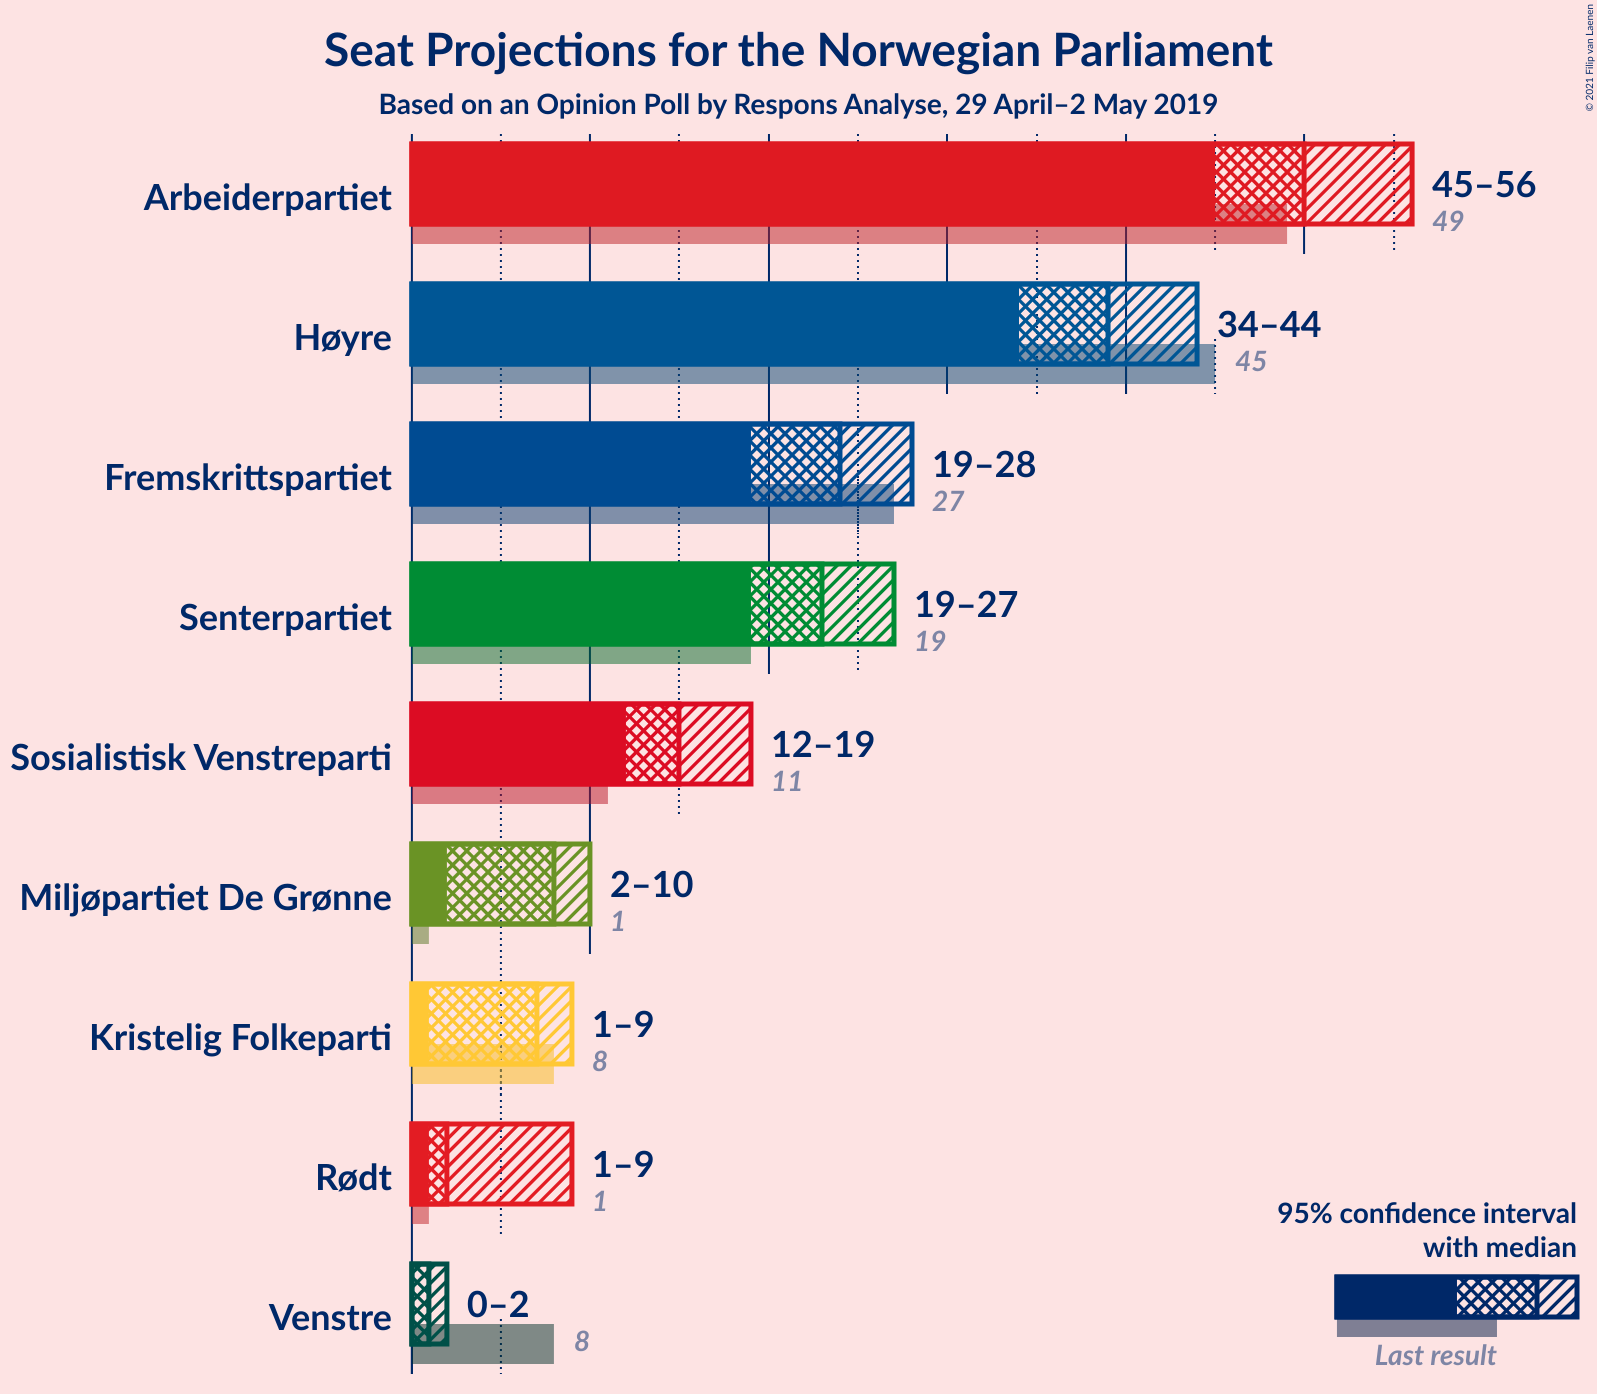 Seat Projections for the Norwegian Parliament
Based on an Opinion Poll by Respons Analyse, 29 April–2 May 2019
© 2021 Filip van Laenen
Arbeiderpartiet
45–56
49
Høyre
34–44
45
Fremskrittspartiet
19–28
27
Senterpartiet
19–27
19
Sosialistisk Venstreparti
12–19
11
Miljøpartiet De Grønne
2–10
1
Kristelig Folkeparti
1–9
8
Rødt
1–9
1
Venstre
0–2
8
95% confidence interval
with median
Last result